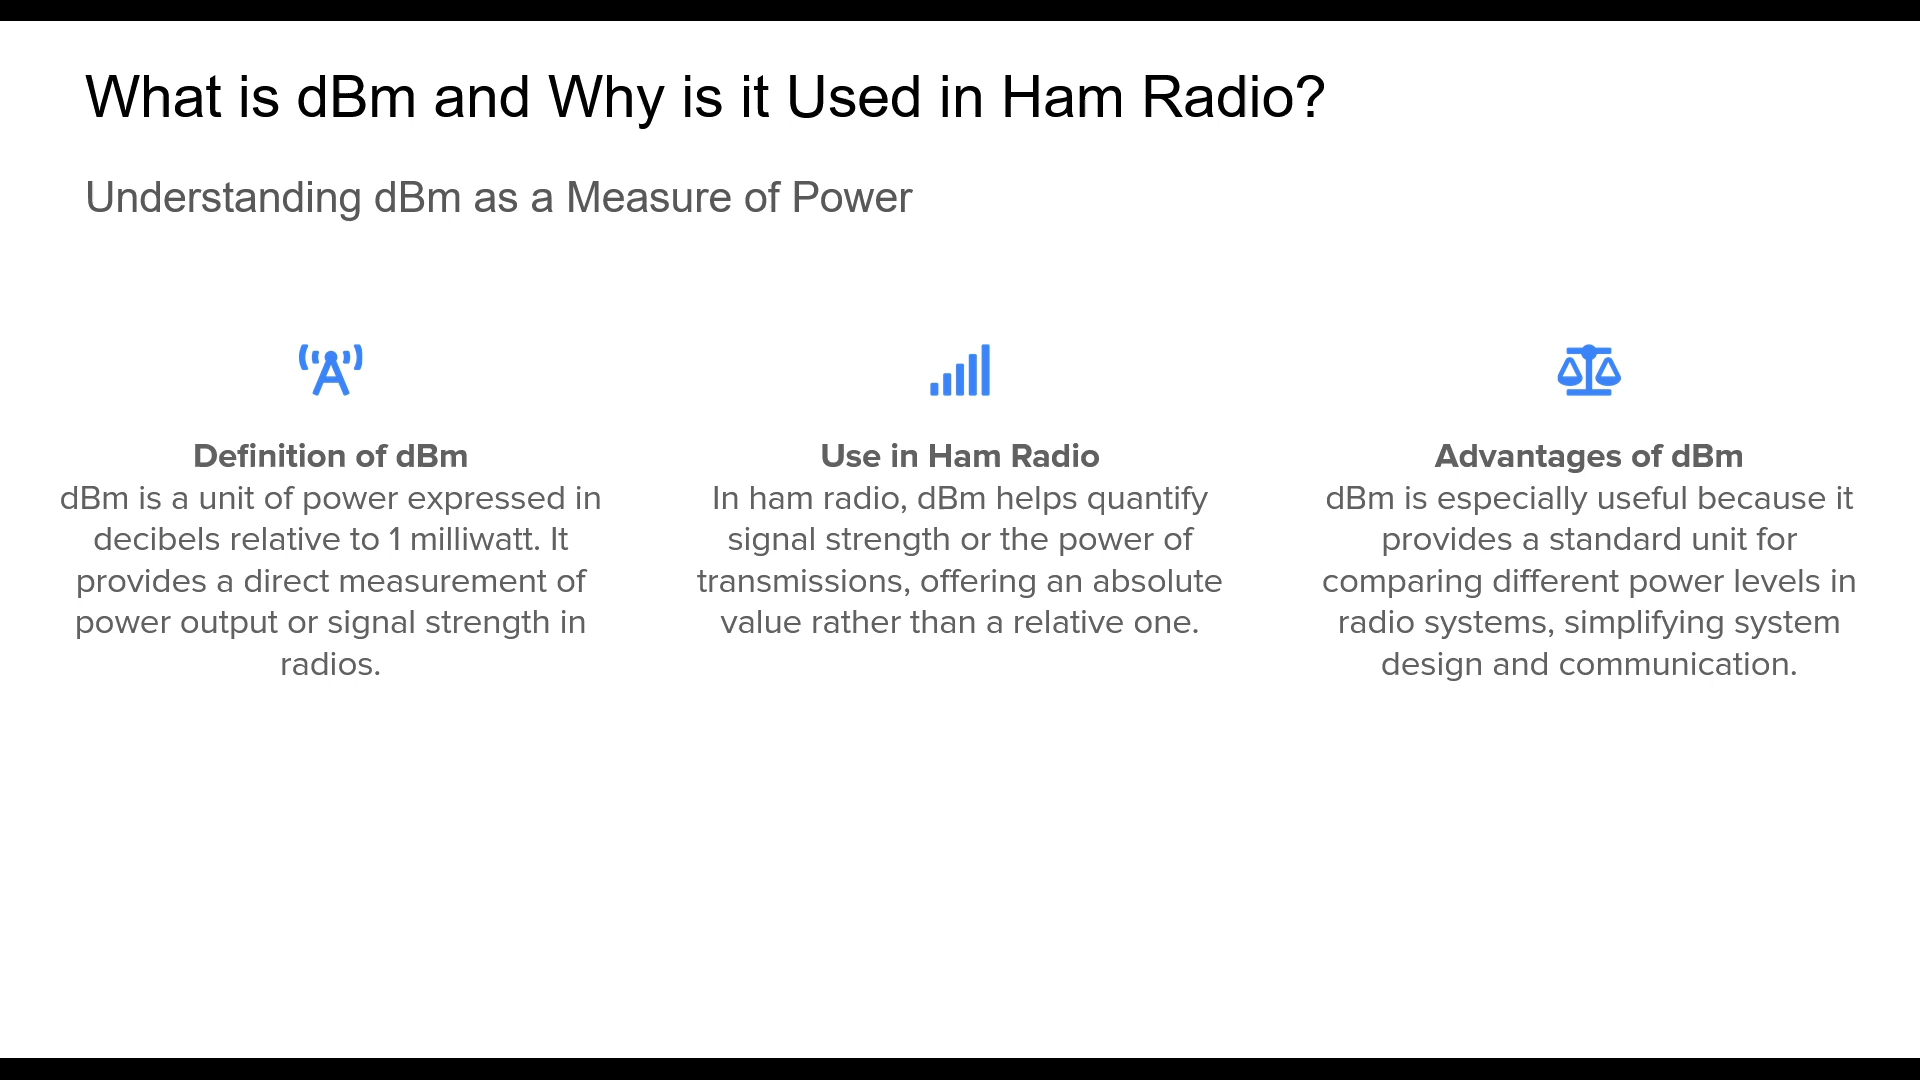 What is dBm and Why is it Used in Ham Radio?
Understanding dBm as a Measure of Power
Definition of dBm
dBm is a unit of power expressed in
decibels relative to 1 milliwatt. It
provides a direct measurement of
power output or signal strength in
radios.
Use in Ham Radio
In ham radio, dBm helps quantify
signal strength or the power of
transmissions, offering an absolute
value rather than a relative one.
Advantages of dBm
dBm is especially useful because it
provides a standard unit for
comparing different power levels in
radio systems, simplifying system
design and communication.